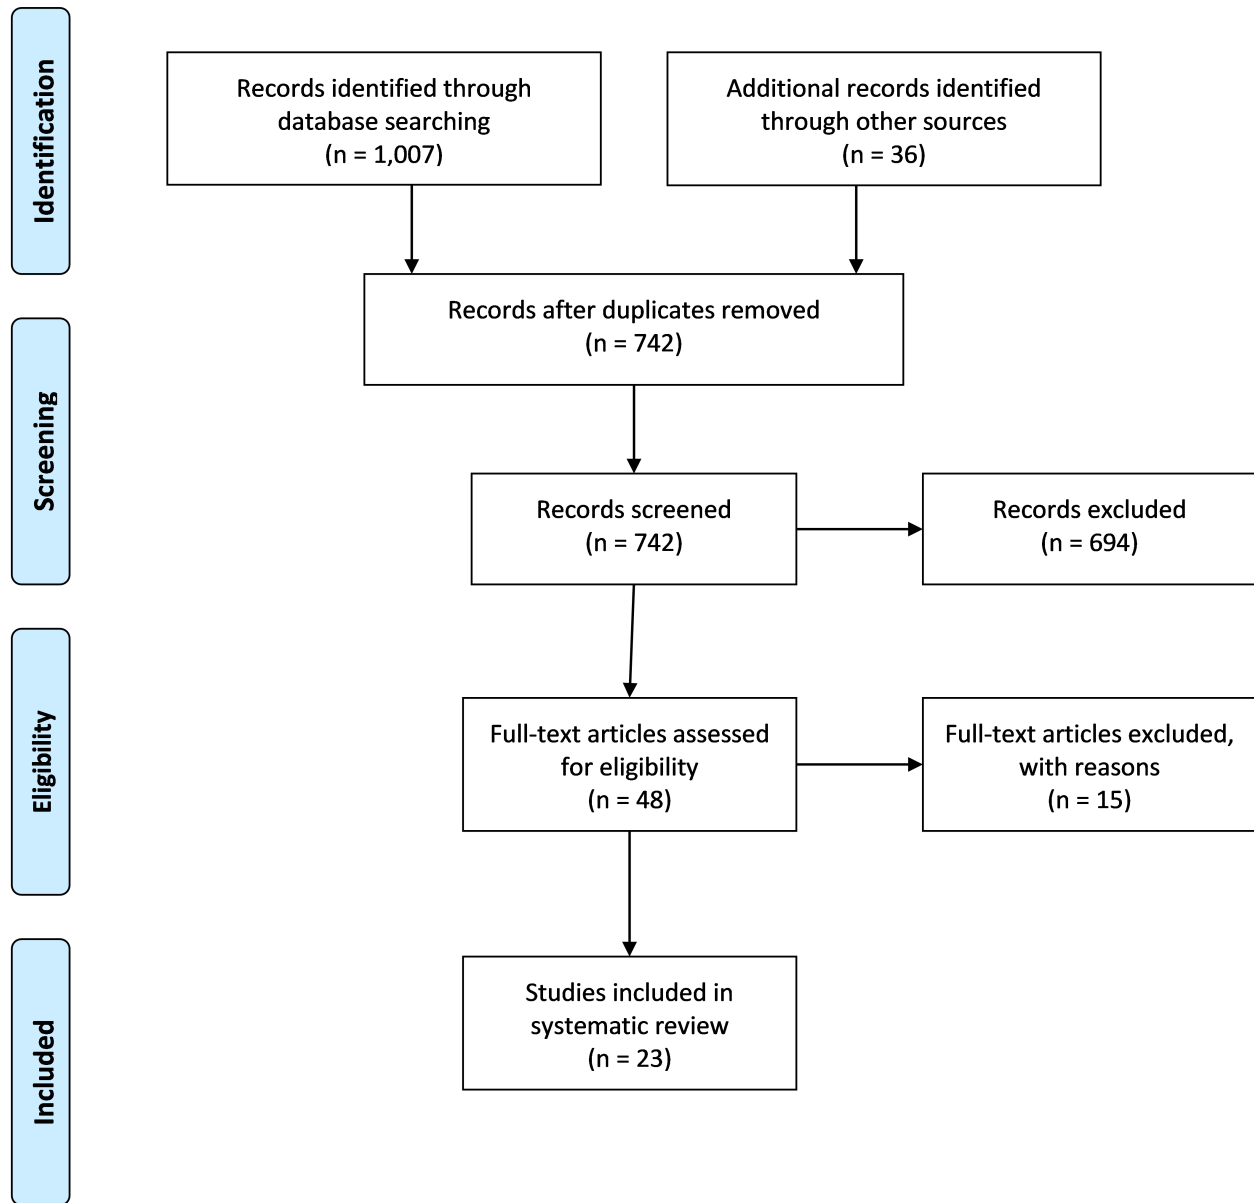 Identification
Records identified through
database searching
(n = 1,007)
Additional records identified
through other sources
(n = 36)
Records after duplicates removed
(n = 742)
Screening
Records screened
(n = 742)
Records excluded
(n = 694)
Eligibility
Full-text articles assessed
for eligibility
(n = 48)
Full-text articles excluded,
with reasons
(n = 15)
Included
Studies included in
systematic review
(n = 23)